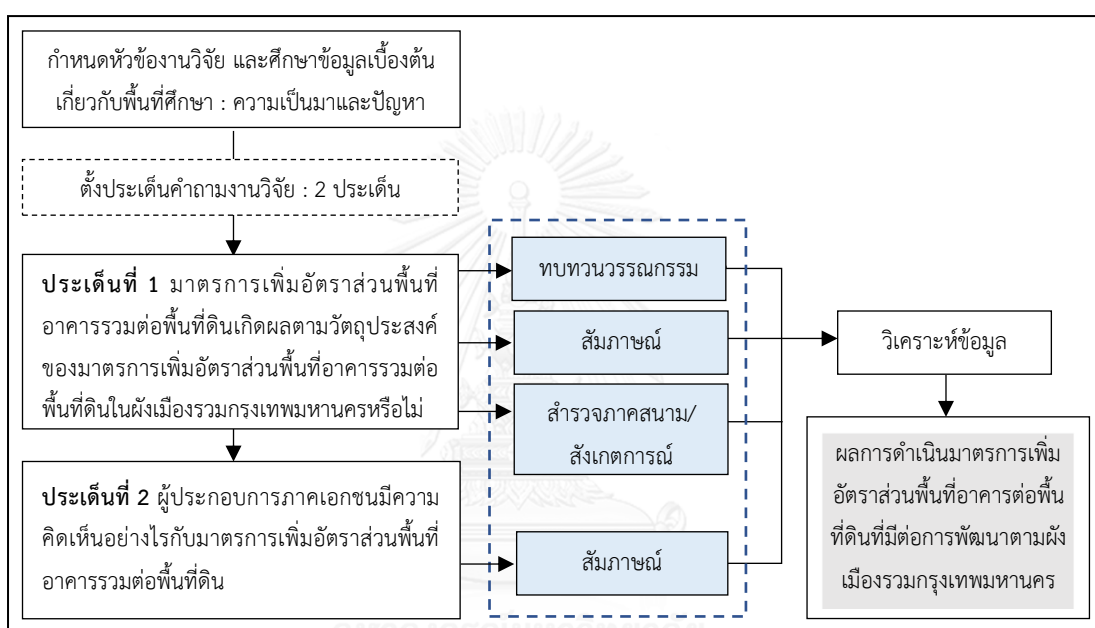 กำหนดหัวข้องานวิจัย และศึกษาข้อมูลเบื้องต้น
เกี่ยวกับพื้นที่ศึกษา : ความเป็นมาและปัญหา
ตั้งประเด็นคำถามงานวิจัย : 2 ประเด็น
ประเด็นที่ 1 มาตรการเพิ่มอัตราส่วนพื้นที่
อาคารรวมต่อพื้นที่ดินเกิดผลตามวัตถุประสงค์
ของมาตรการเพิ่มอัตราส่วนพื้นที่อาคารรวมต่อ
พื้นที่ดินในผังเมืองรวมกรุงเทพมหานครหรือไม่
ประเด็นที่ 2 ผู้ประกอบการภาคเอกชนมีความ
คิดเห็นอย่างไรกับมาตรการเพิ่มอัตราส่วนพื้นที่
อาคารรวมต่อพื้นที่ดิน
ทบทวนวรรณกรรม
สัมภาษณ์
สำรวจภาคสนาม/
สังเกตการณ์
สัมภาษณ์
วิเคราะห์ข้อมูล
ผลการดำเนินมาตรการเพิ่ม
อัตราส่วนพื้นที่อาคารต่อพื้น
ที่ดินที่มีต่อการพัฒนาตามผัง
เมืองรวมกรุงเทพมหานคร